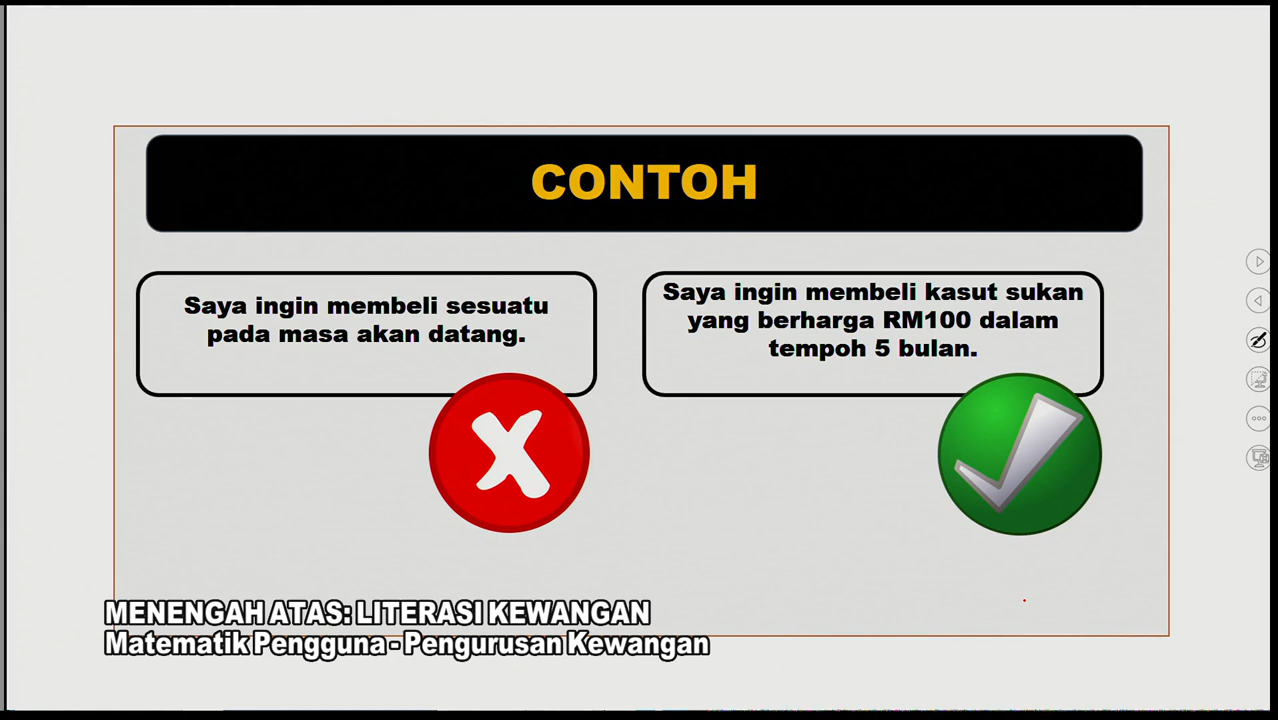 CONTOH
Saya ingin membeli sesuatu
pada masa akan datang.
Saya ingin membeli kasut sukan
yang berharga RM100 dalam
tempoh 5 bulan.
MENENGAH ATAS: LITERASI KEWANGAN
Matematik Pengguna - Pengurusan Kewangan